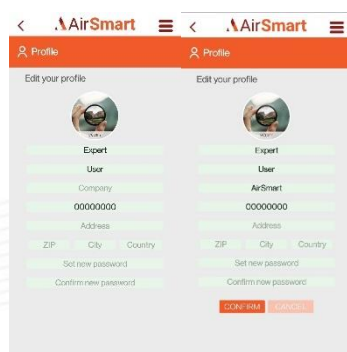 AirSmart
Profile
Edit your profile
Expert
User
Company
00000000
Address
ZIP City Country
Set new password
Confirm new password
AirSmart
Profile
Edit your profile
Expert
User
AirSmart
00000000
Address
ZIP City Country
Set new password
Confirm new password
CONFIRM CANCEL